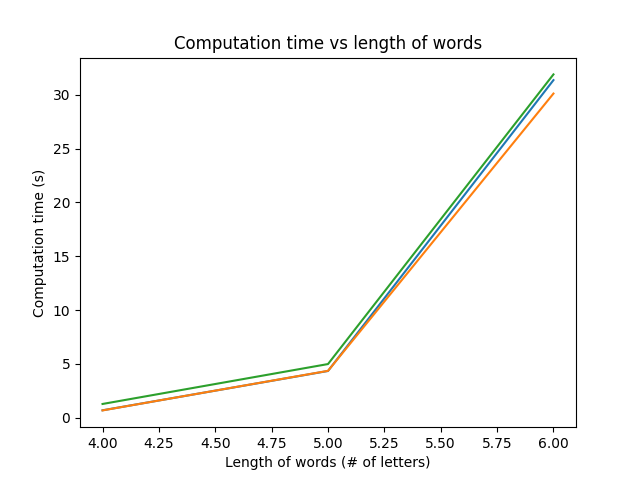 Computation time vs length of words
Computation time (s)
30
25
20
15
10
5
0
4.00 4.25 4.50 4.75 5.00 5.25 5.50 5.75 6.00
Length of words (# of letters)